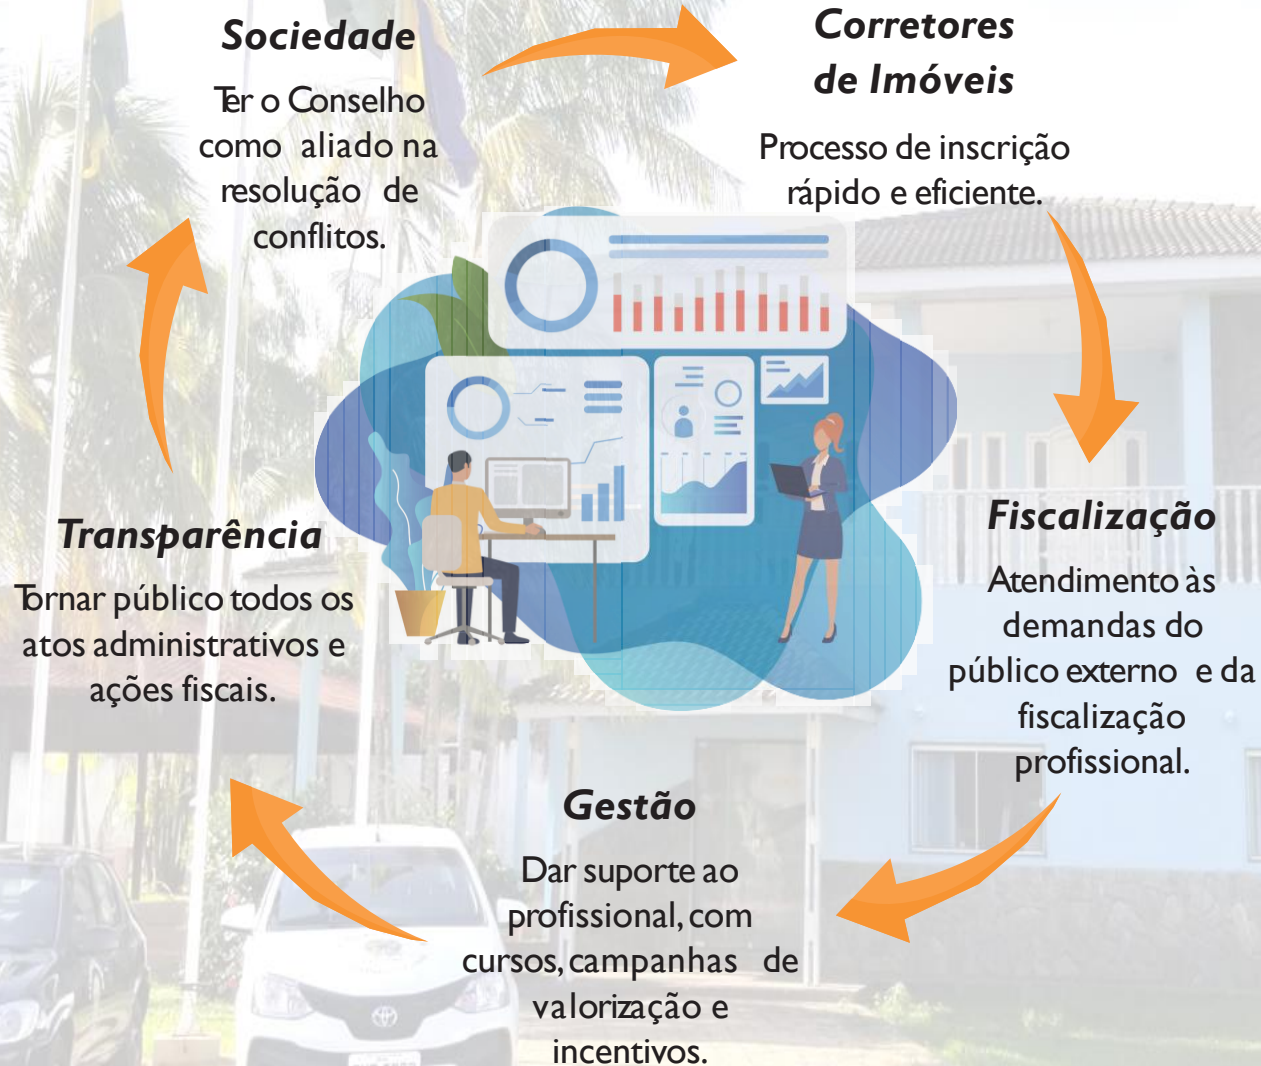 Sociedade
Ter o Conselho
como aliado na
resolução de
conflitos.
Corretores
de Imóveis
Processo de inscrição
rápido e eficiente.
Fiscalização
Atendimento às
demandas do
público externo e da
fiscalização
profissional.
Gestão
Dar suporte ao
profissional, com
cursos, campanhas de
valorização e
incentivos.
Transparência
Tornar público todos os
atos administrativos e
ações fiscais.